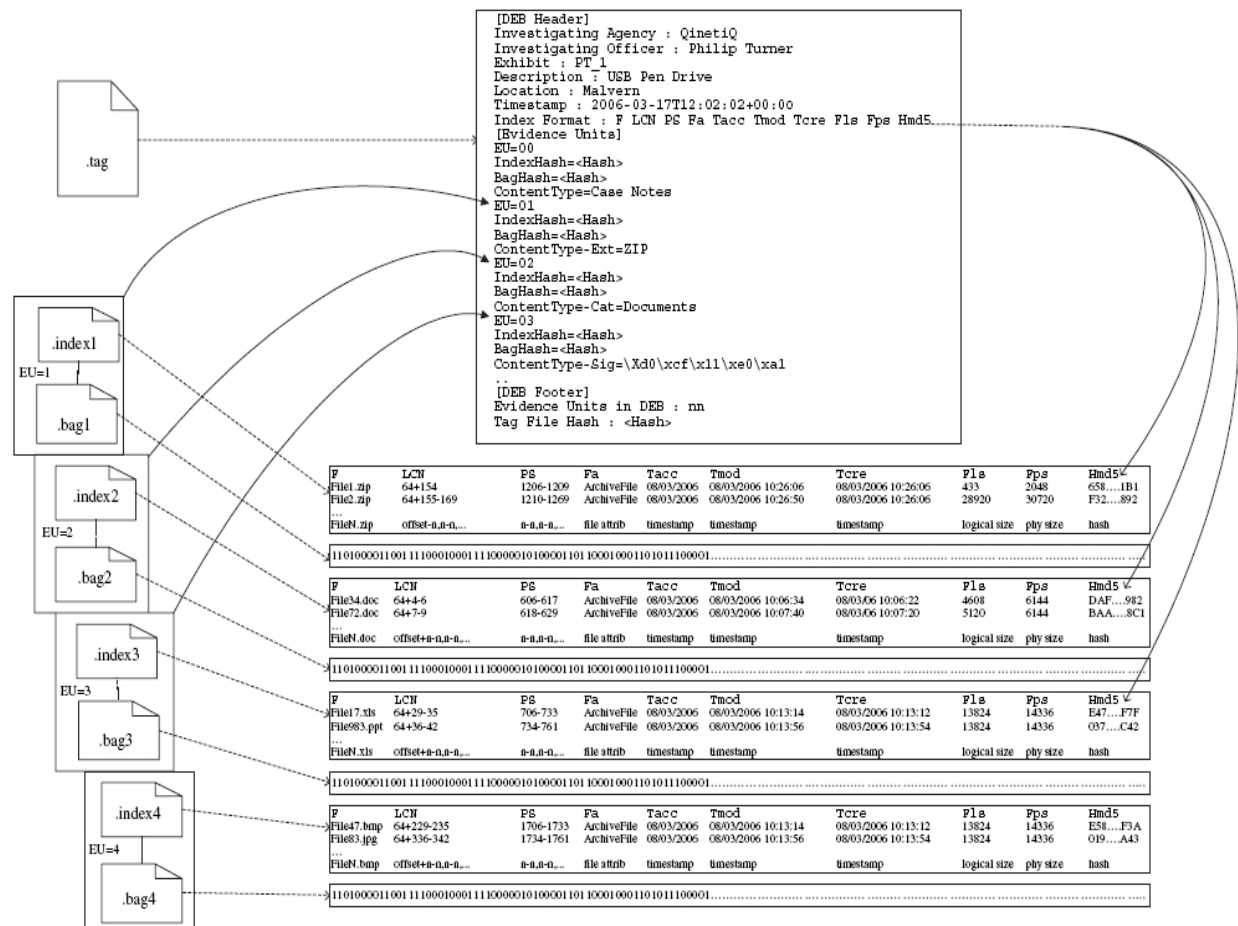 [DEB Header]
Investigating Agency : QinetiQ
Investigating Officer : Philip Turner
Exhibit : PT_1
Description : USB Pen Drive
Location : Malvern
Timestamp : 2006-03-17T12:02:02+00:00
Index Format : F LCN PS Fa Tacc Tmod Tcre Fls Fps Hmd5
[Evidence Units]
EU=00
IndexHash=<Hash>
BagHash=<Hash>
ContentType=Case Notes
EU=01
IndexHash=<Hash>
BagHash=<Hash>
ContentType-Ext=ZIP
EU=02
IndexHash=<Hash>
BagHash=<Hash>
ContentType-Cat=Documents
EU=03
IndexHash=<Hash>
BagHash=<Hash>
ContentType-Sig=\Xd0\xcf\x11\xe0\xa1
..
[DEB Footer]
Evidence Units in DEB : nn
Tag File Hash : <Hash>
.tag
.index1
EU=1
.bag1
.index2
EU=2
.bag2
.index3
EU=3
.bag3
.index4
EU=4
.bag4
F LCN PS Fa Tacc Tmod Tcre Fls Fps Hmd5
File1.zip 64+154 1206-1209 ArchiveFile 08/03/2006 10:26:06 08/03/2006 10:26:06 433 2048 658....1B1
File2.zip 64+155-169 1210-1269 ArchiveFile 08/03/2006 10:26:50 08/03/2006 10:26:06 28920 30720 F32....892
...
FileN.zip offset-n,n-n,... n-n,n-n,... file attrib timestamp timestamp timestamp logical size phy size hash
1101000011001111000100011110000010100001101100010001101011100001
F LCN PS Fa Tacc Tmod Tcre Fls Fps Hmd5
File34.doc 64+4-6 606-617 ArchiveFile 08/03/2006 08/03/2006 10:06:34 08/03/06 10:06:22 4608 6144 DAF....982
File72.doc 64+7-9 618-629 ArchiveFile 08/03/2006 08/03/2006 10:07:40 08/03/2006 10:07:20 5120 6144 BAA....8C1
...
FileN.doc offset+n-n,n-n,... n-n,n-n,... file attrib timestamp timestamp timestamp logical size phy size hash
1101000011001111000100011110000010100001101100010001101011100001
F LCN PS Fa Tacc Tmod Tcre Fls Fps Hmd5
File17.xls 64+29-35 706-733 ArchiveFile 08/03/2006 08/03/2006 10:13:14 08/03/2006 10:13:12 13824 14336 E47....F7F
File983.ppt 64+36-42 734-761 ArchiveFile 08/03/2006 08/03/2006 10:13:56 08/03/2006 10:13:54 13824 14336 037....C42
...
FileN.xls offset+n-n,n-n,... n-n,n-n,... file attrib timestamp timestamp timestamp logical size phy size hash
1101000011001111000100011110000010100001101100010001101011100001
F LCN PS Fa Tacc Tmod Tcre Fls Fps Hmd5
File47.bmp 64+229-235 1706-1733 ArchiveFile 08/03/2006 08/03/2006 10:13:14 08/03/2006 10:13:12 13824 14336 E58....F3A
File83.jpg 64+336-342 1734-1761 ArchiveFile 08/03/2006 08/03/2006 10:13:56 08/03/2006 10:13:54 13824 14336 019....A43
...
FileN.bmp offset+n-n,n-n,... n-n,n-n,... file attrib timestamp timestamp timestamp logical size phy size hash
1101000011001111000100011110000010100001101100010001101011100001